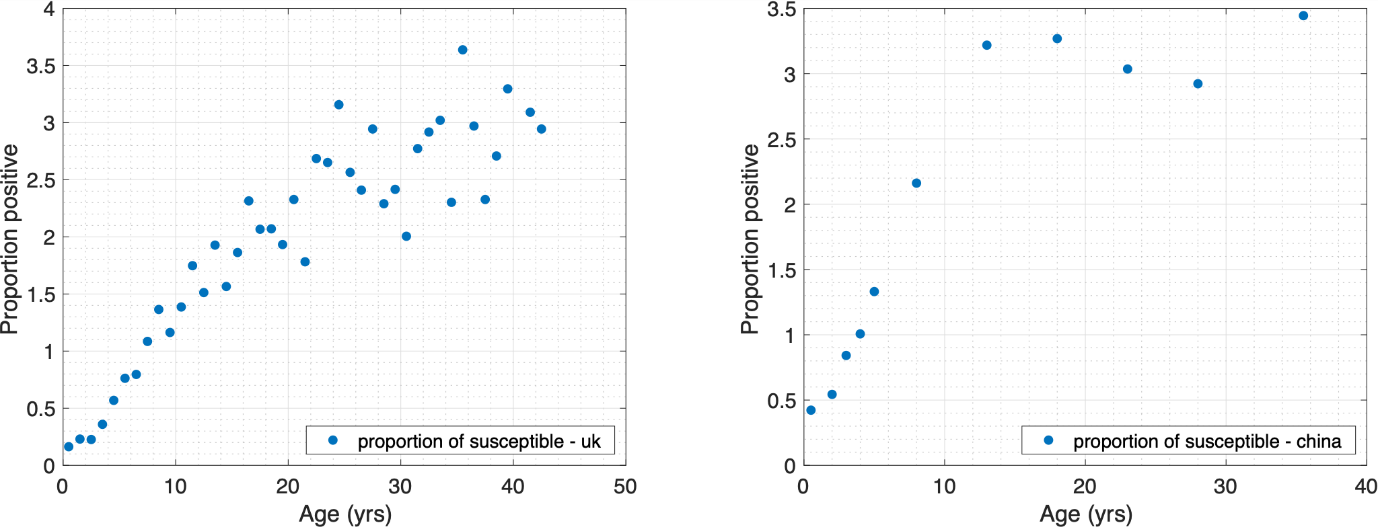 4
3.5
3
2.5
2
1.5
1
0.5
0
0 10 20 30 40 50
Proportion positive
Age (yrs)
proportion of susceptible - uk
3.5
3
2.5
2
1.5
1
0.5
0
0 10 20 30 40
Proportion positive
Age (yrs)
proportion of susceptible - china